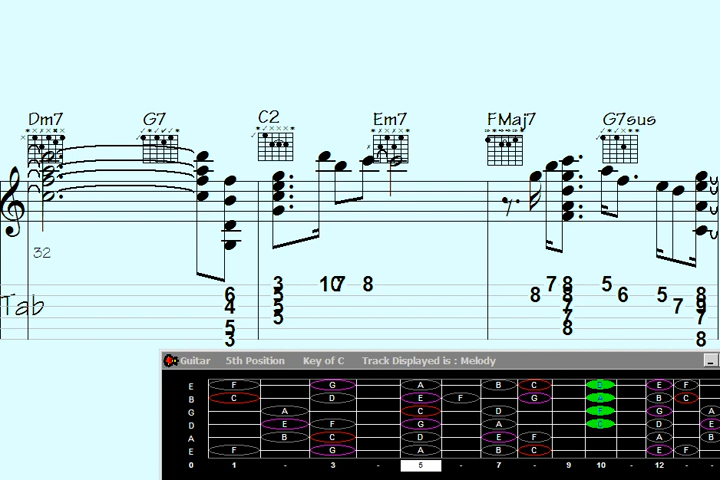 Dm7 G7 C2 Em7 FMaj7 G7sus
32
Tab
3 10 7 8 7 8 5
6 5 8 8 6 5 8
4 5 7 7 9
5 7 7
5 8
3 8
Guitar 5th Position Key of C Track Displayed is : Melody
E F G A B C E F
B C D E F G B C
G A C D G A
D E F G A D E
A B C D E F
E F G A B C E F
0 1 - 3 - 5 - 7 - 9 10 - 12 - -